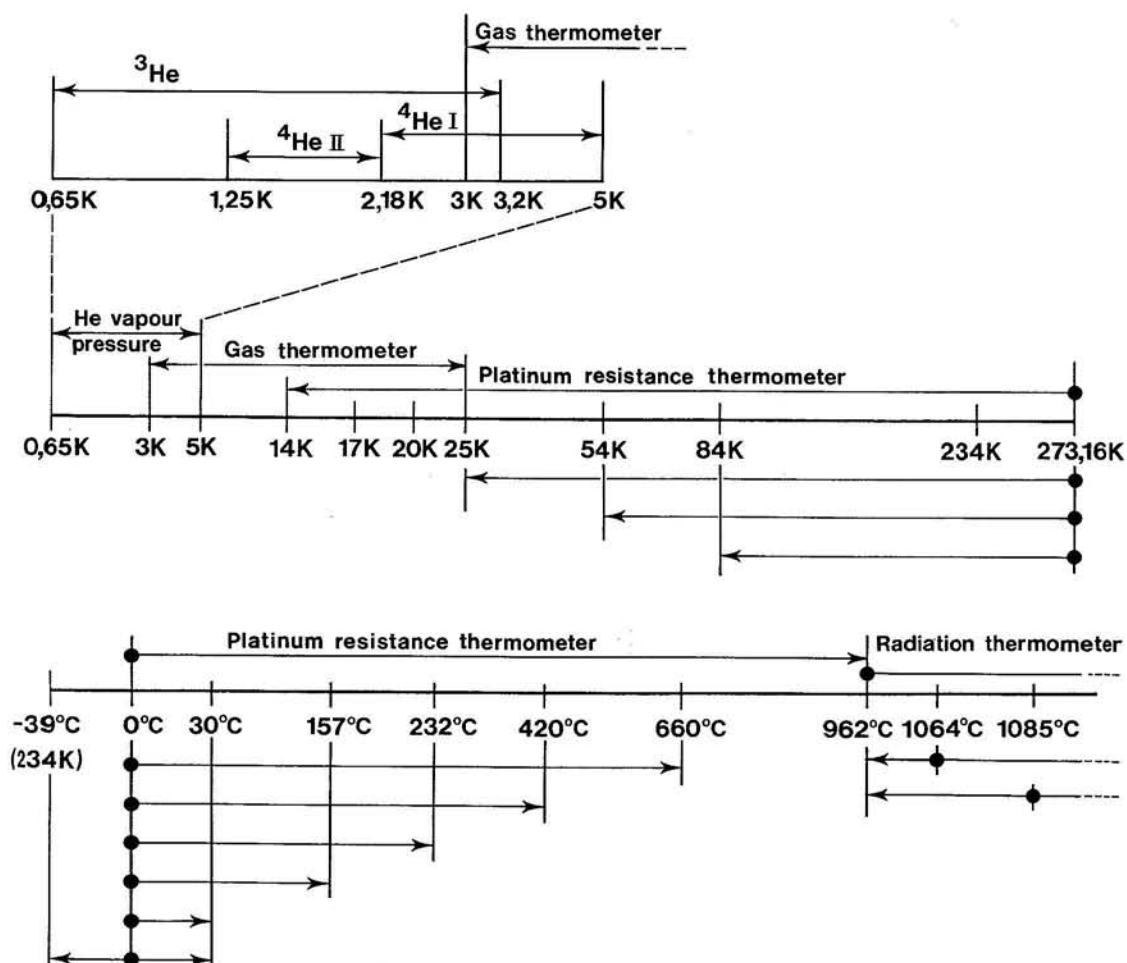 Gas thermometer
³He
⁴He I
⁴He II
0,65K 1,25K 2,18K 3K 3,2K 5K
He vapour
pressure
Gas thermometer
Platinum resistance thermometer
0,65K 3K 5K 14K 17K 20K 25K 54K 84K 234K 273,16K
Platinum resistance thermometer Radiation thermometer
-39°C 0°C 30°C 157°C 232°C 420°C 660°C 962°C 1064°C 1085°C
(234K)